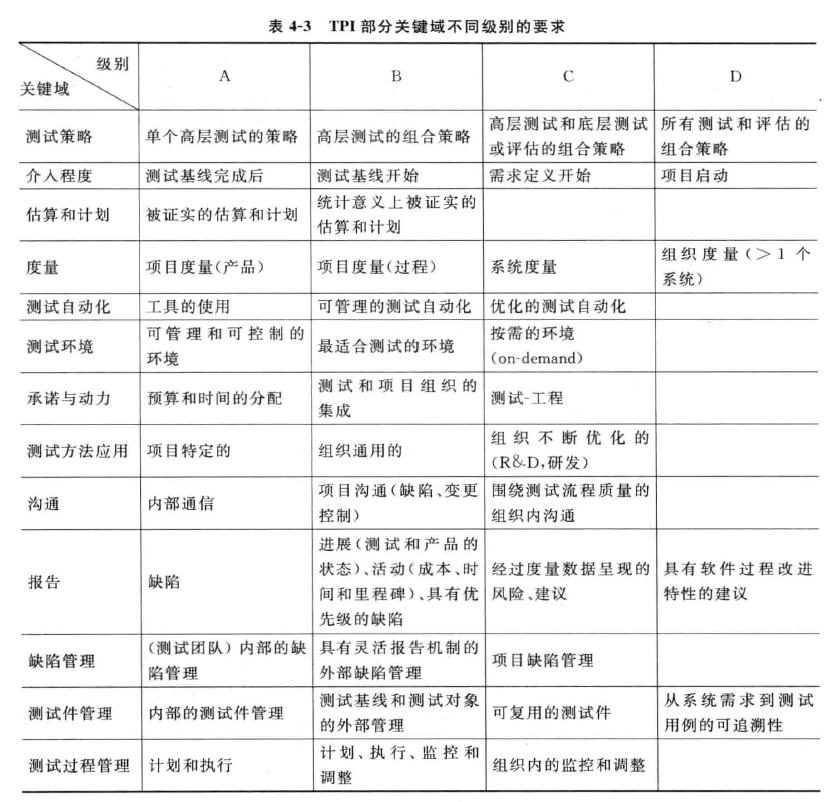 表 4-3 TPI 部分关键域不同级别的要求
级别
关键域
A
B
C
D
测试策略
单个高层测试的策略
高层测试的组合策略
高层测试和底层测试
或评估的组合策略
所有测试和评估的
组合策略
介入程度
测试基线完成后
测试基线开始
需求定义开始
项目启动
估算和计划
被证实的估算和计划
统计意义上被证实的
估算和计划
度量
项目度量(产品)
项目度量(过程)
系统度量
组织度量(>1 个
系统)
测试自动化
工具的使用
可管理的测试自动化
优化的测试自动化
测试环境
可管理和可控制的
环境
最适合测试的环境
按需的环境
(on-demand)
承诺与动力
预算和时间的分配
测试和项目组织的
集成
测试-工程
测试方法应用
项目特定的
组织通用的
组织不断优化的
(R&D,研发)
沟通
内部通信
项目沟通(缺陷、变更
控制)
围绕测试流程质量的
组织内沟通
报告
缺陷
进展(测试和产品的
状态)、活动(成本、时
间和里程碑)、具有优
先级的缺陷
经过度量数据呈现的
风险、建议
具有软件过程改进
特性的建议
缺陷管理
(测试团队)内部的缺
陷管理
具有灵活报告机制的
外部缺陷管理
项目缺陷管理
测试件管理
内部的测试件管理
测试基线和测试对象
的外部管理
可复用的测试件
从系统需求到测试
用例的可追溯性
测试过程管理
计划和执行
计划、执行、监控和
调整
组织内的监控和调整